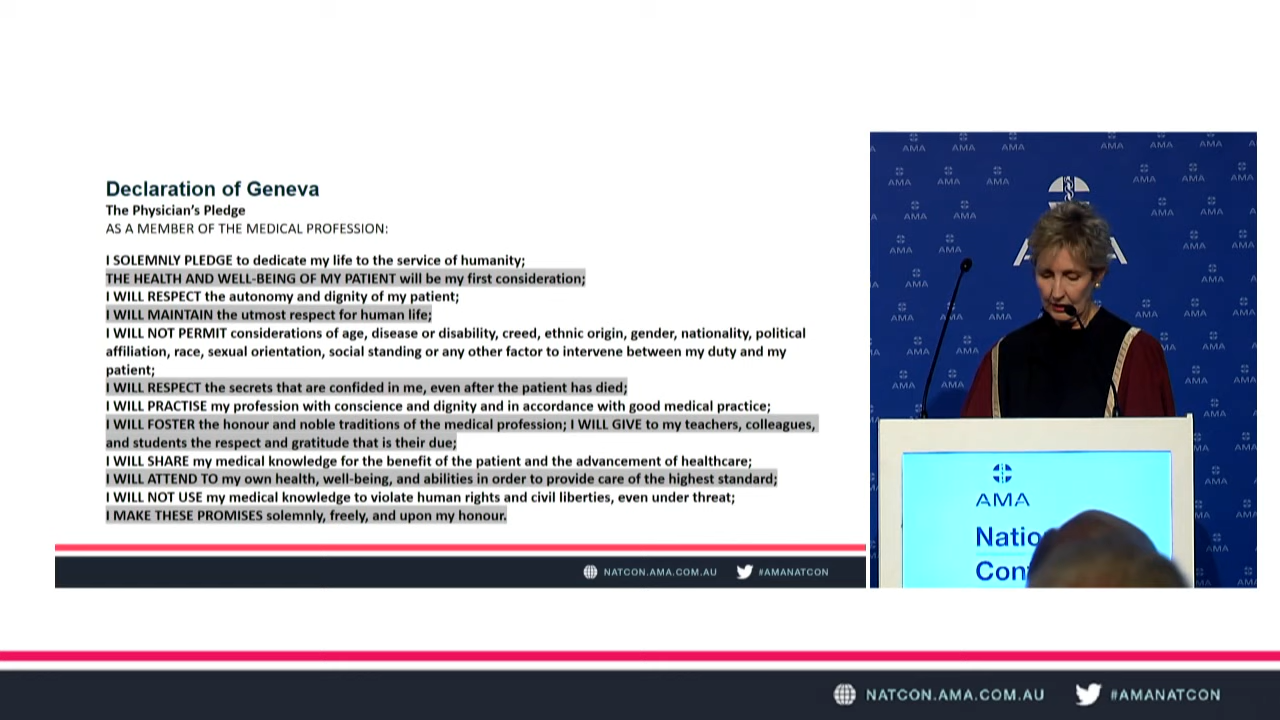 Declaration of Geneva
The Physician's Pledge
AS A MEMBER OF THE MEDICAL PROFESSION:
I SOLEMNLY PLEDGE to dedicate my life to the service of humanity;
THE HEALTH AND WELL-BEING OF MY PATIENT will be my first consideration;
I WILL RESPECT the autonomy and dignity of my patient;
I WILL MAINTAIN the utmost respect for human life;
I WILL NOT PERMIT considerations of age, disease or disability, creed, ethnic origin, gender, nationality, political
affiliation, race, sexual orientation, social standing or any other factor to intervene between my duty and my
patient;
I WILL RESPECT the secrets that are confided in me, even after the patient has died;
I WILL PRACTISE my profession with conscience and dignity and in accordance with good medical practice;
I WILL FOSTER the honour and noble traditions of the medical profession; I WILL GIVE to my teachers, colleagues,
and students the respect and gratitude that is their due;
I WILL SHARE my medical knowledge for the benefit of the patient and the advancement of healthcare;
I WILL ATTEND TO my own health, well-being, and abilities in order to provide care of the highest standard;
I WILL NOT USE my medical knowledge to violate human rights and civil liberties, even under threat;
I MAKE THESE PROMISES solemnly, freely, and upon my honour.
NATCON.AMA.COM.AU #AMANATCON
AMA AMA AMA AMA AMA
AMA
Natio
Con
NATCON.AMA.COM.AU #AMANATCON